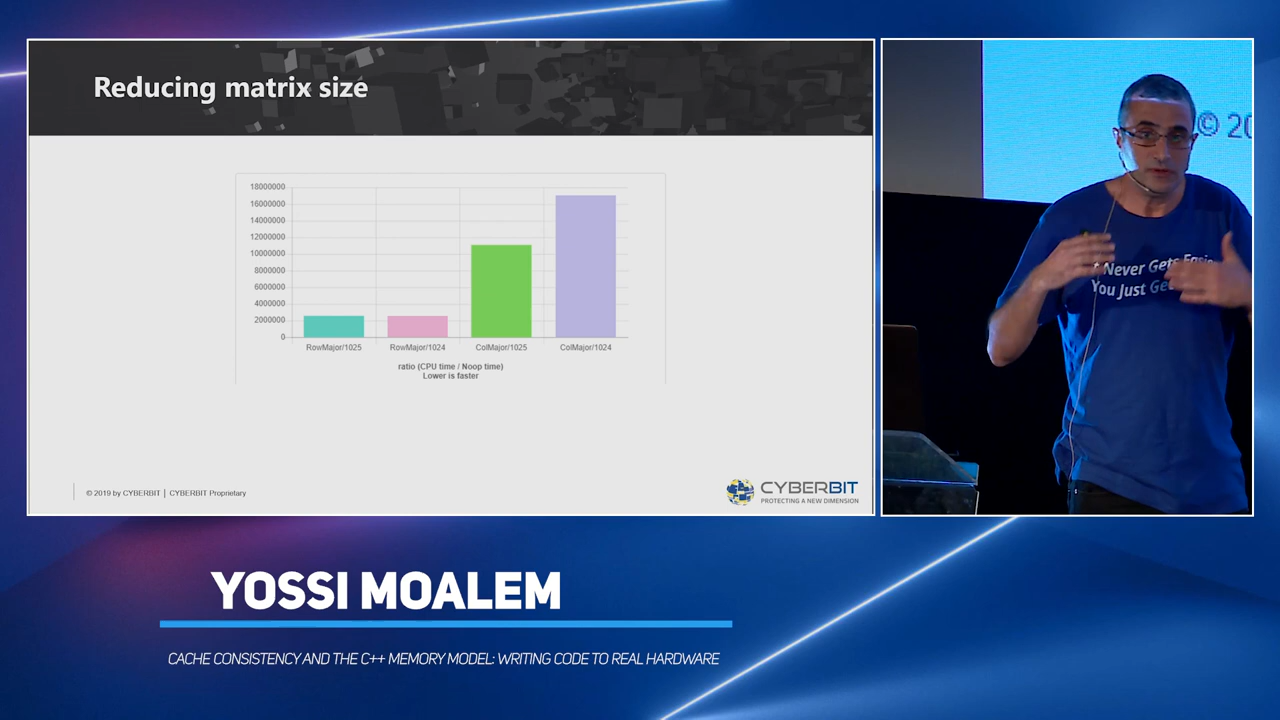 Reducing matrix size
18000000
16000000
14000000
12000000
10000000
8000000
6000000
4000000
2000000
0
RowMajor/1025
RowMajor/1024
ColMajor/1025
ColMajor/1024
ratio (CPU time / Noop time)
Lower is faster
© 2019 by CYBERBIT | CYBERBIT Proprietary
CYBERBIT
PROTECTING A NEW DIMENSION
© 20
Never Gets
You Just
YOSSI MOALEM
CACHE CONSISTENCY AND THE C++ MEMORY MODEL: WRITING CODE TO REAL HARDWARE